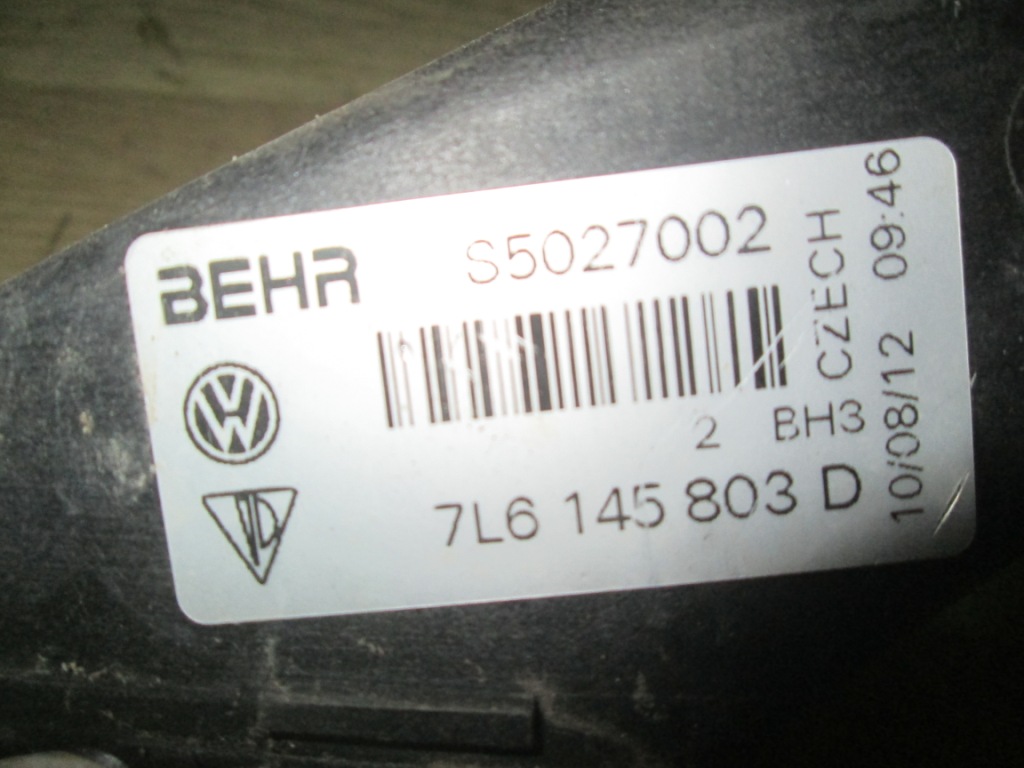 BEHR
S5027002
CZECH
10/08/12 09:46
2 BH3
7L6 145 803 D